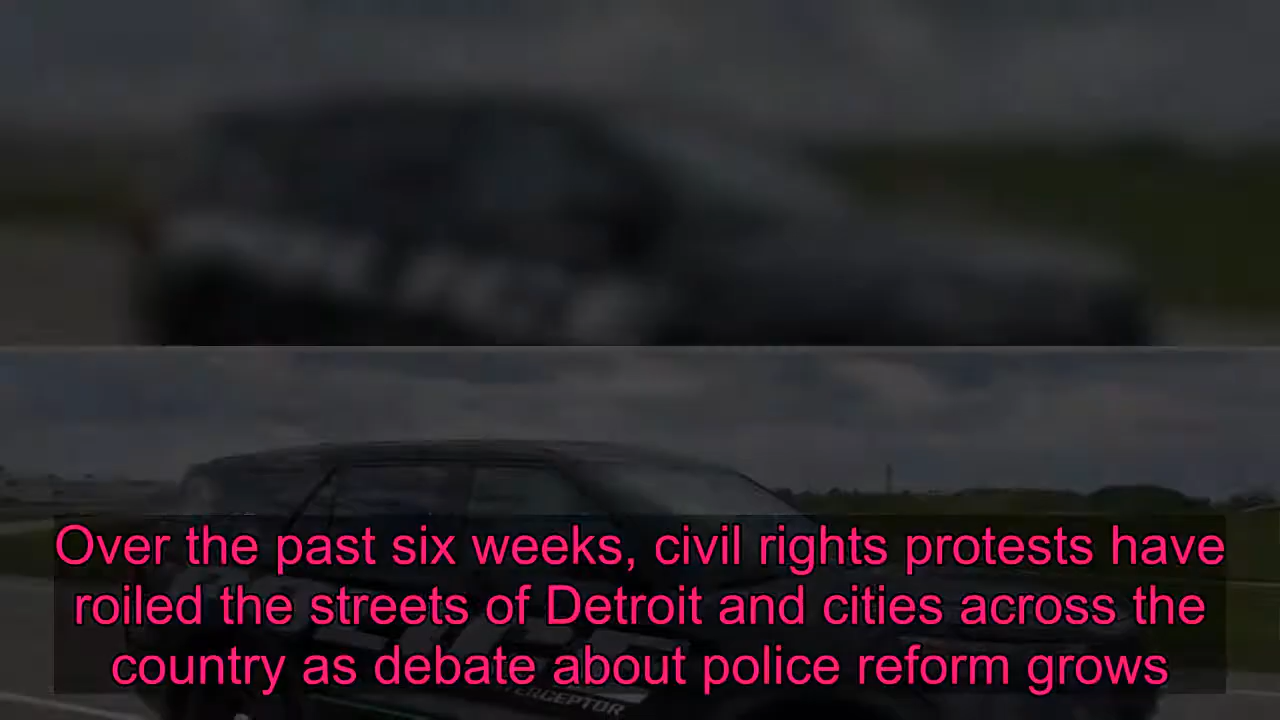 Over the past six weeks, civil rights protests have
roiled the streets of Detroit and cities across the
country as debate about police reform grows
INTERCEPTOR